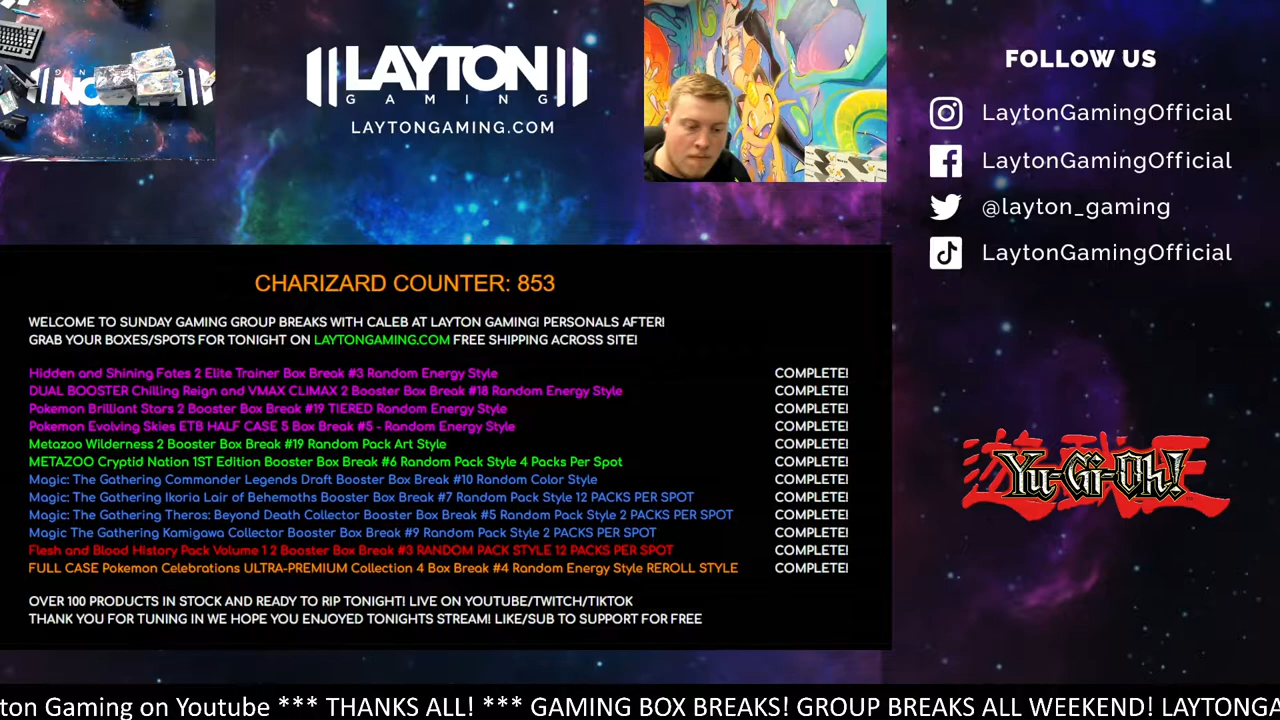 LAYTON
GAMING
LAYTONGAMING.COM
FOLLOW US
LaytonGamingOfficial
LaytonGamingOfficial
@layton_gaming
LaytonGamingOfficial
CHARIZARD COUNTER: 853
WELCOME TO SUNDAY GAMING GROUP BREAKS WITH CALEB AT LAYTON GAMING! PERSONALS AFTER!
GRAB YOUR BOXES/SPOTS FOR TONIGHT ON LAYTONGAMING.COM FREE SHIPPING ACROSS SITE!
Hidden and Shining Fates 2 Elite Trainer Box Break #3 Random Energy Style COMPLETE!
DUAL BOOSTER Chilling Reign and VMAX CLIMAX 2 Booster Box Break #18 Random Energy Style COMPLETE!
Pokemon Brilliant Stars 2 Booster Box Break #19 TIERED Random Energy Style COMPLETE!
Pokemon Evolving Skies ETB HALF CASE 5 Box Break #5 - Random Energy Style COMPLETE!
Metazoo Wilderness 2 Booster Box Break #19 Random Pack Art Style COMPLETE!
METAZOO Cryptid Nation 1ST Edition Booster Box Break #6 Random Pack Style 4 Packs Per Spot COMPLETE!
Magic: The Gathering Commander Legends Draft Booster Box Break #10 Random Color Style COMPLETE!
Magic: The Gathering Ikoria Lair of Behemoths Booster Box Break #7 Random Pack Style 12 PACKS PER SPOT COMPLETE!
Magic: The Gathering Theros: Beyond Death Collector Booster Box Break #5 Random Pack Style 2 PACKS PER SPOT COMPLETE!
Magic The Gathering Kamigawa Collector Booster Box Break #9 Random Pack Style 2 PACKS PER SPOT COMPLETE!
Flesh and Blood History Pack Volume 1 2 Booster Box Break #3 RANDOM PACK STYLE 12 PACKS PER SPOT COMPLETE!
FULL CASE Pokemon Celebrations ULTRA-PREMIUM Collection 4 Box Break #4 Random Energy Style REROLL STYLE COMPLETE!
OVER 100 PRODUCTS IN STOCK AND READY TO RIP TONIGHT! LIVE ON YOUTUBE/TWITCH/TIKTOK
THANK YOU FOR TUNING IN WE HOPE YOU ENJOYED TONIGHTS STREAM! LIKE/SUB TO SUPPORT FOR FREE
遊戯王
Yu-Gi-Oh!
ton Gaming on Youtube *** THANKS ALL! *** GAMING BOX BREAKS! GROUP BREAKS ALL WEEKEND! LAYTONGA